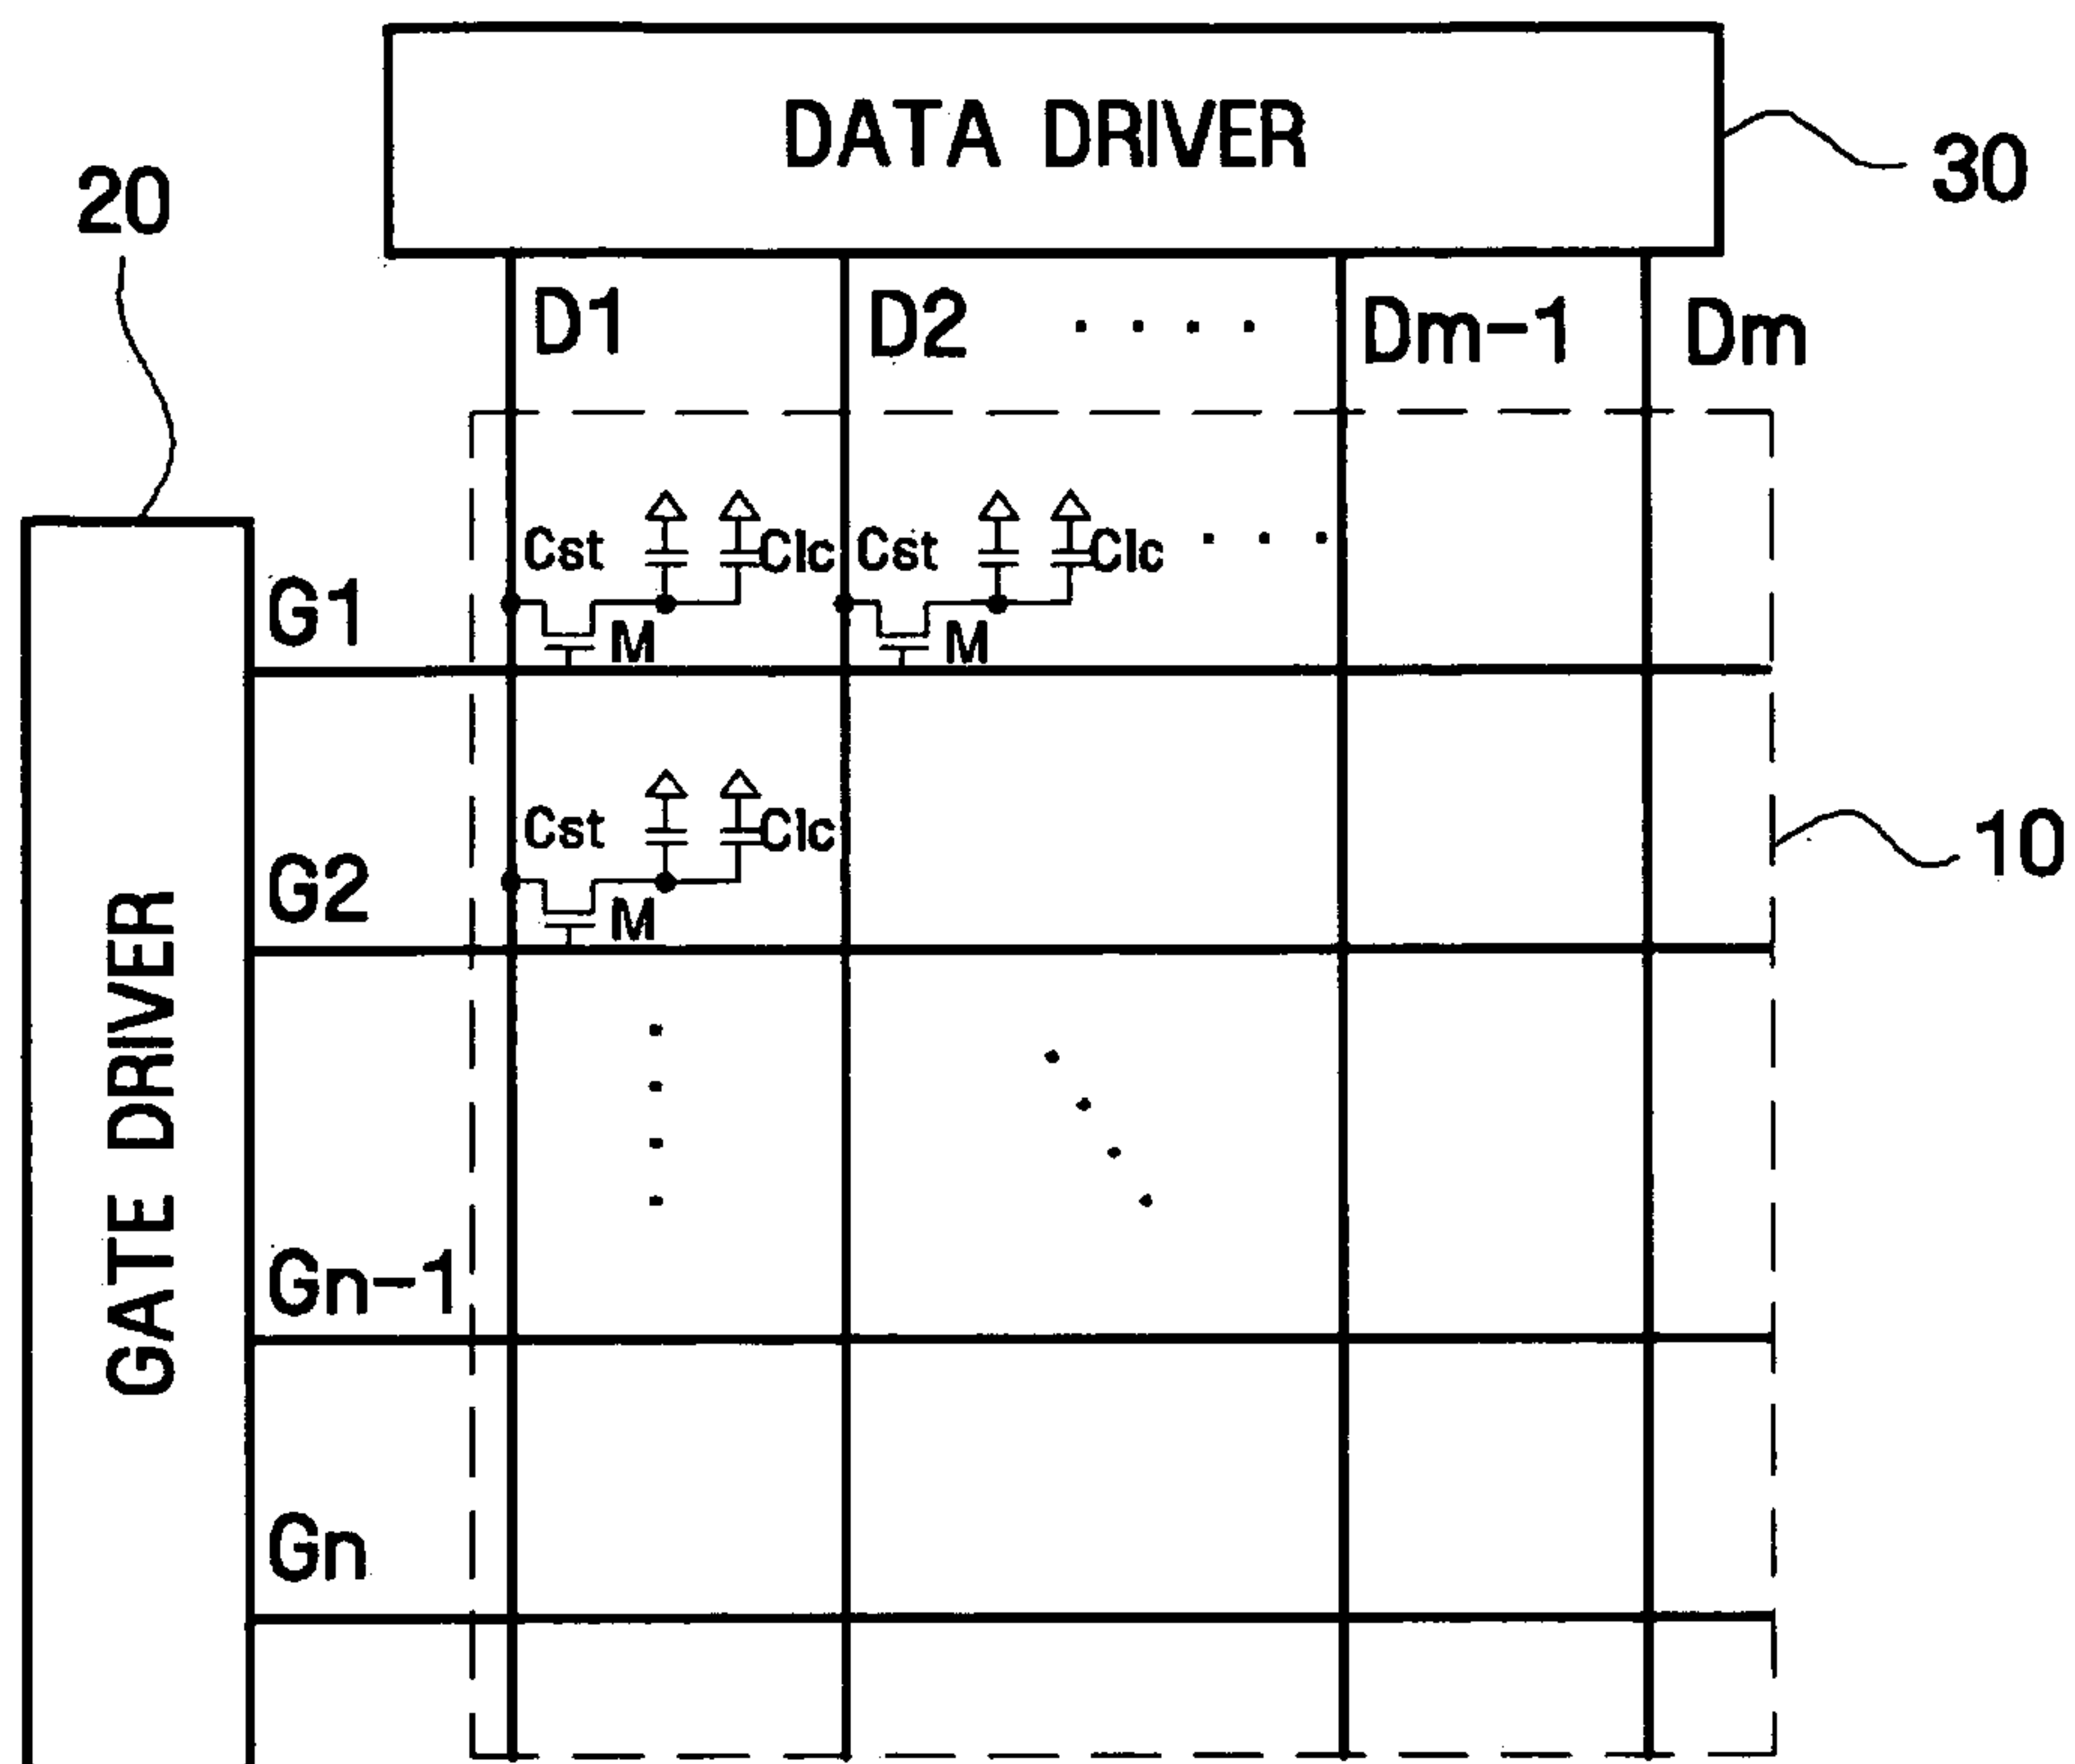 DATA DRIVER
30
20
D1 D2 · · · · Dm-1 Dm
Cst Clc Cst Clc · · ·
G1
M M
Cst Clc
10
G2
M
GATE DRIVER
Gn-1
Gn